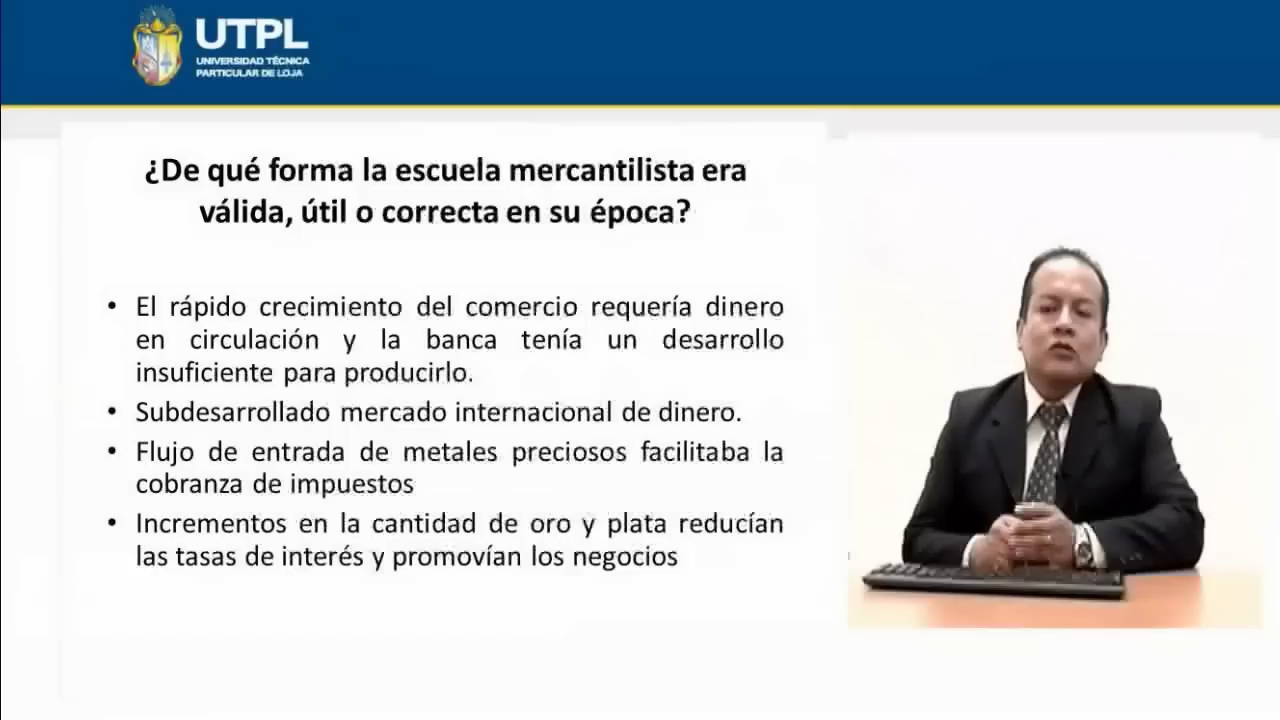 UTPL
UNIVERSIDAD TÉCNICA
PARTICULAR DE LOJA
¿De qué forma la escuela mercantilista era
válida, útil o correcta en su época?
• El rápido crecimiento del comercio requería dinero
en circulación y la banca tenía un desarrollo
insuficiente para producirlo.
• Subdesarrollado mercado internacional de dinero.
• Flujo de entrada de metales preciosos facilitaba la
cobranza de impuestos
• Incrementos en la cantidad de oro y plata reducían
las tasas de interés y promovían los negocios